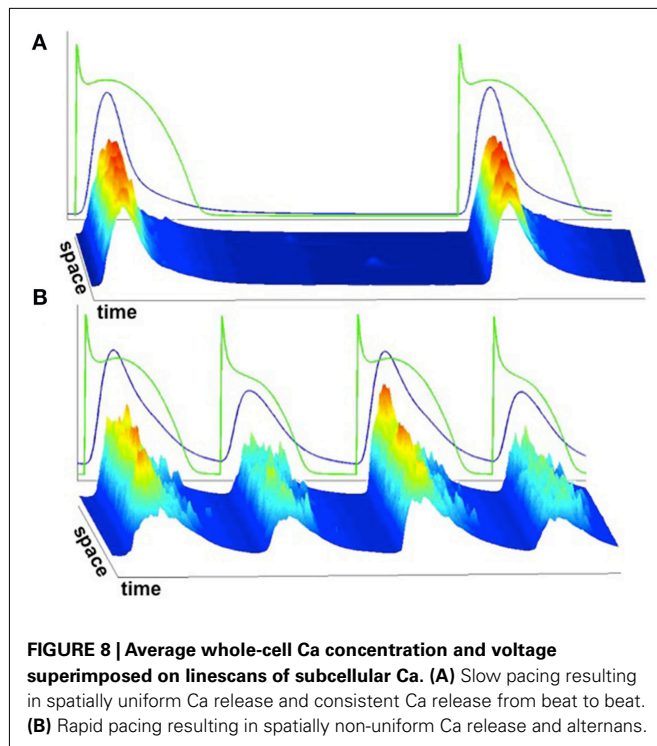 A
space
time
B
space
time
FIGURE 8 | Average whole-cell Ca concentration and voltage
superimposed on linescans of subcellular Ca. (A) Slow pacing resulting
in spatially uniform Ca release and consistent Ca release from beat to beat.
(B) Rapid pacing resulting in spatially non-uniform Ca release and alternans.